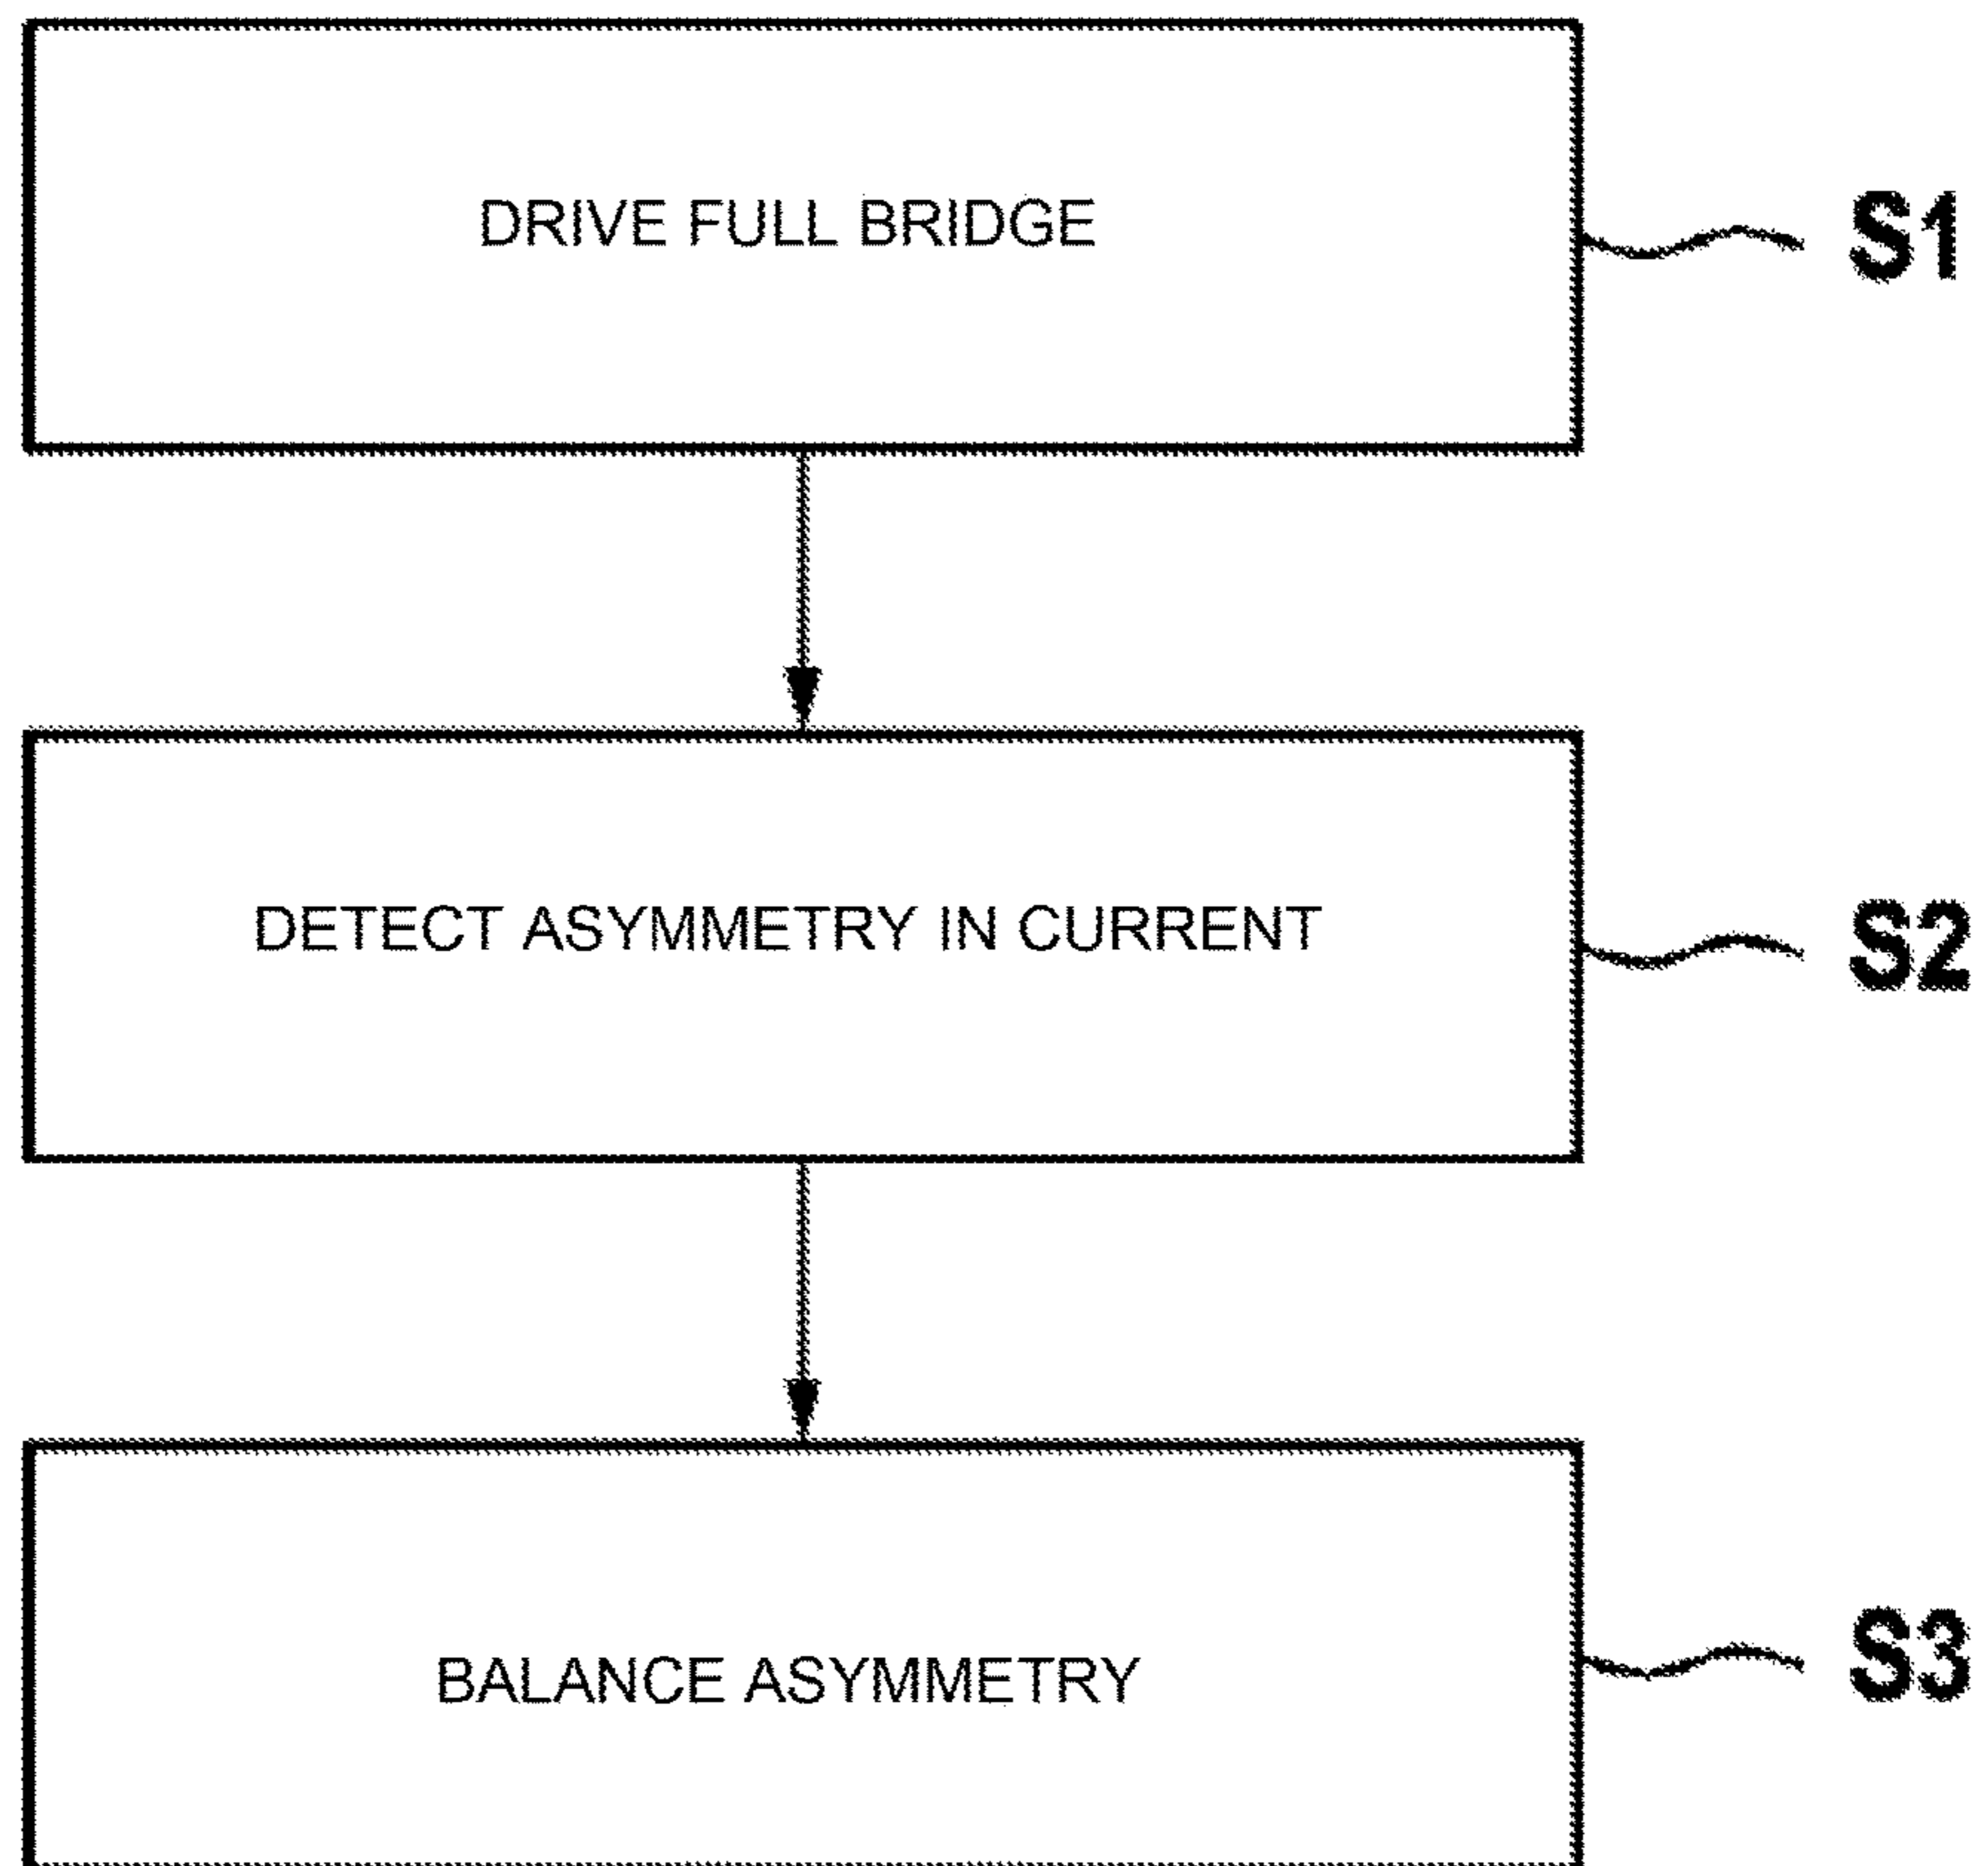 DRIVE FULL BRIDGE
S1
DETECT ASYMMETRY IN CURRENT
S2
BALANCE ASYMMETRY
S3